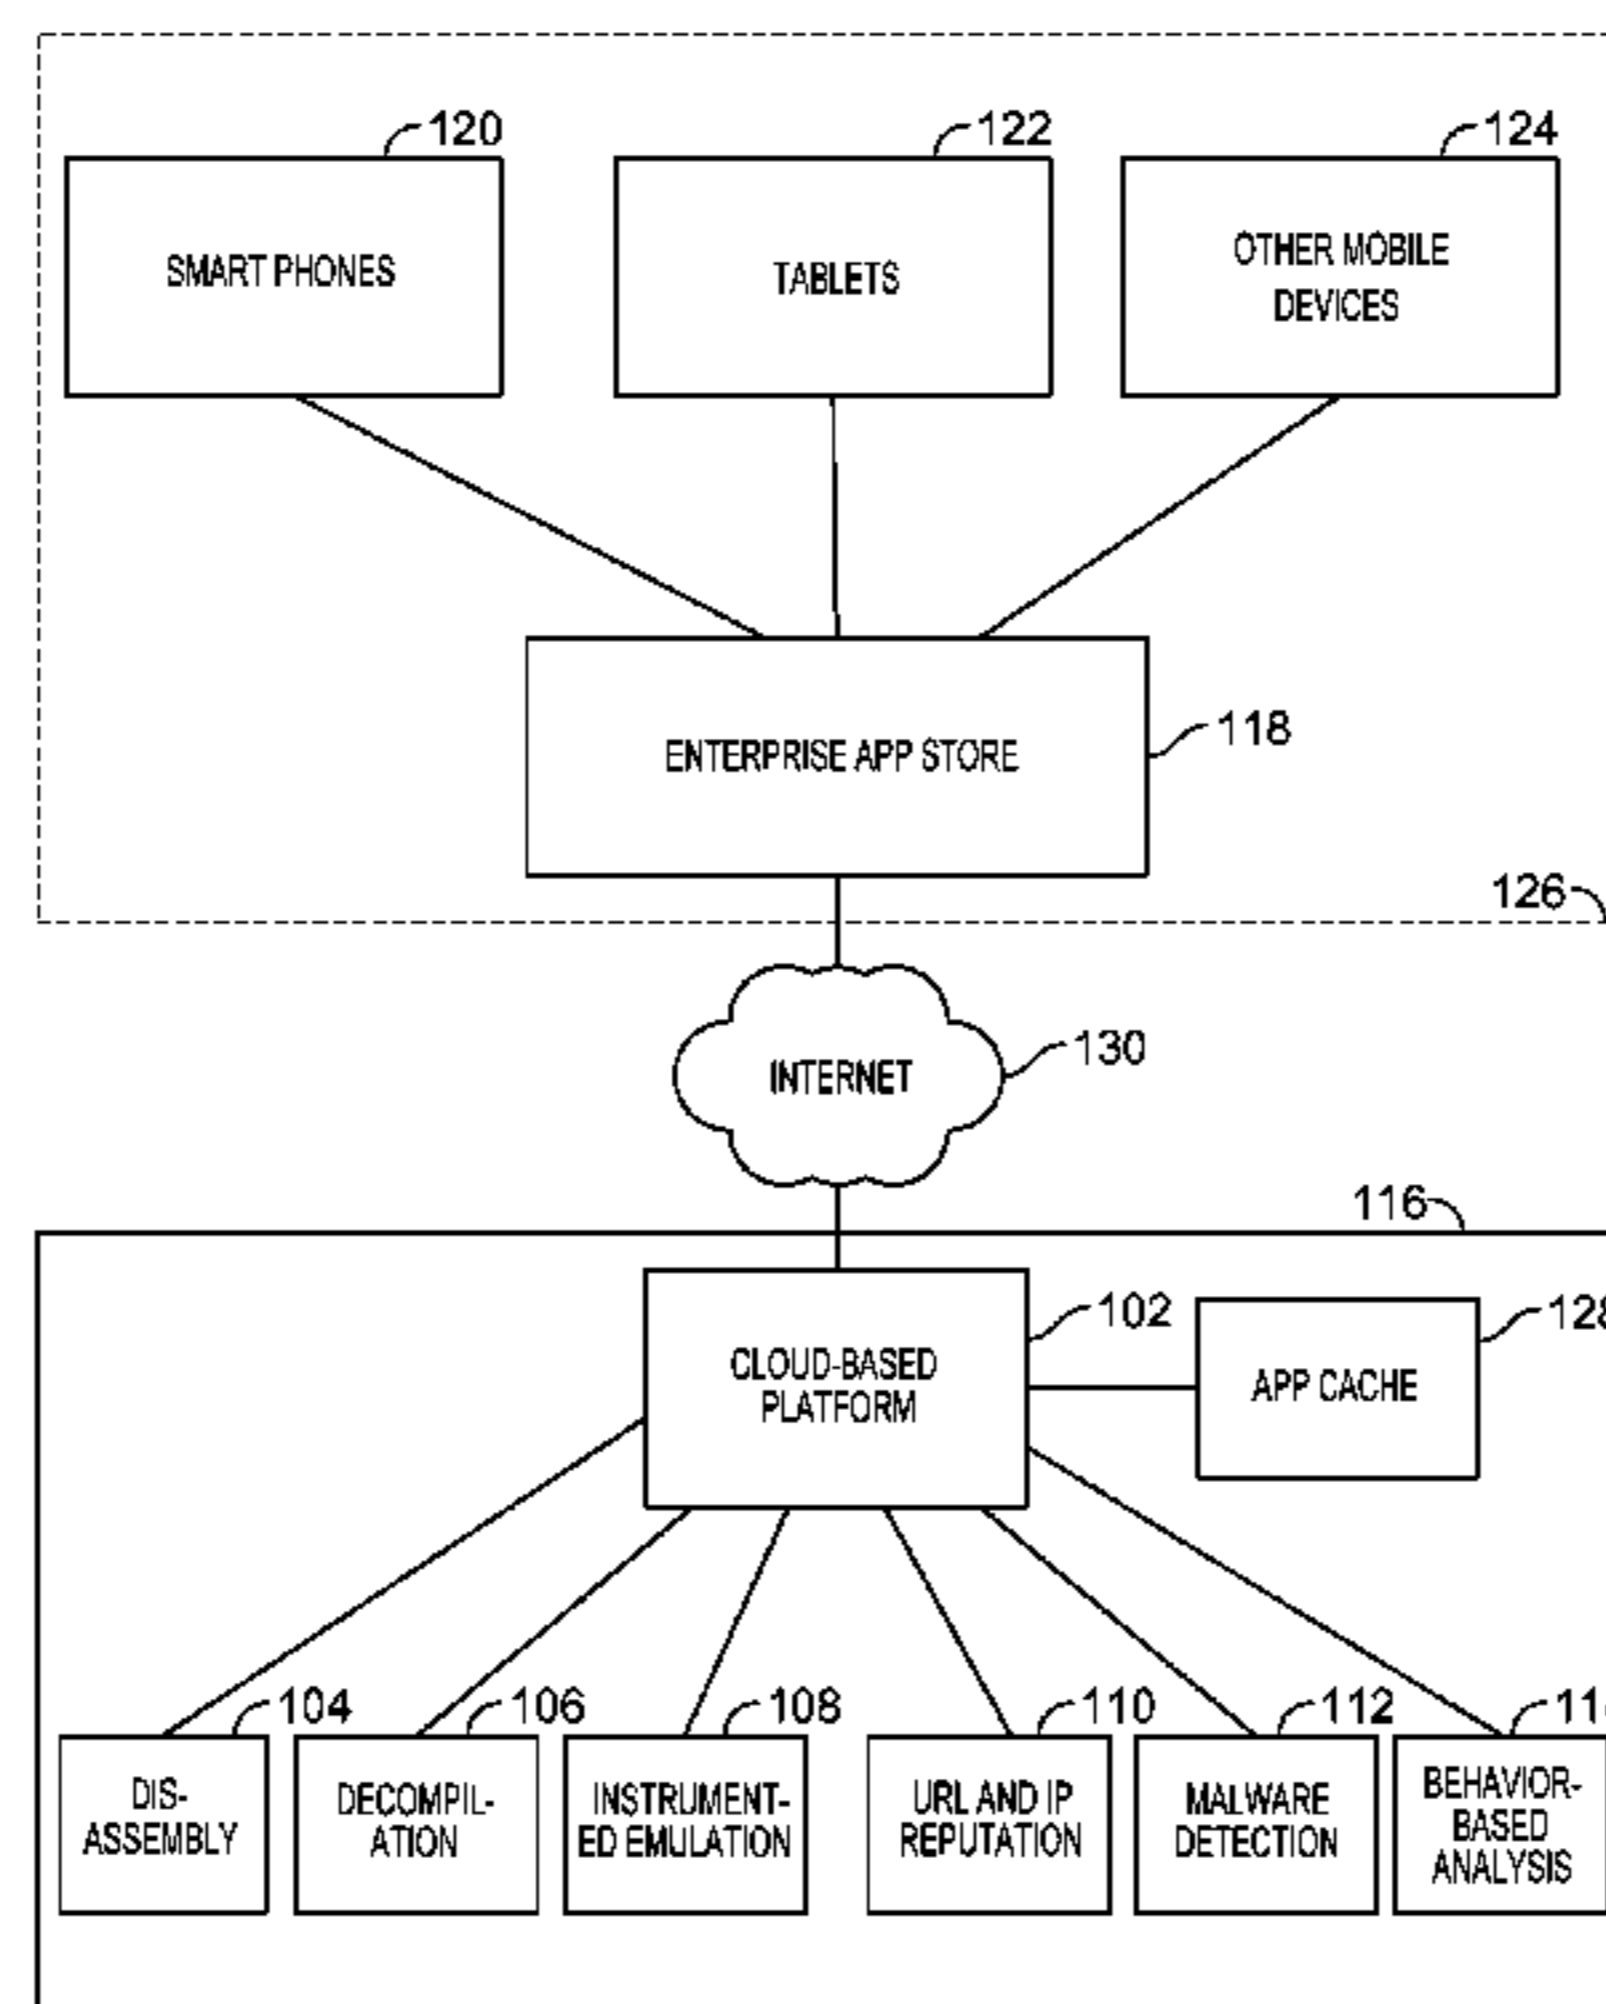 120
122
124
SMART PHONES
TABLETS
OTHER MOBILE
DEVICES
ENTERPRISE APP STORE
118
126
INTERNET
130
116
102
128
CLOUD-BASED
PLATFORM
APP CACHE
104
106
108
110
112
DIS-
ASSEMBLY
DECOMPIL-
ATION
INSTRUMENT-
ED EMULATION
URL AND IP
REPUTATION
MALWARE
DETECTION
BEHAVIOR-
BASED
ANALYSIS